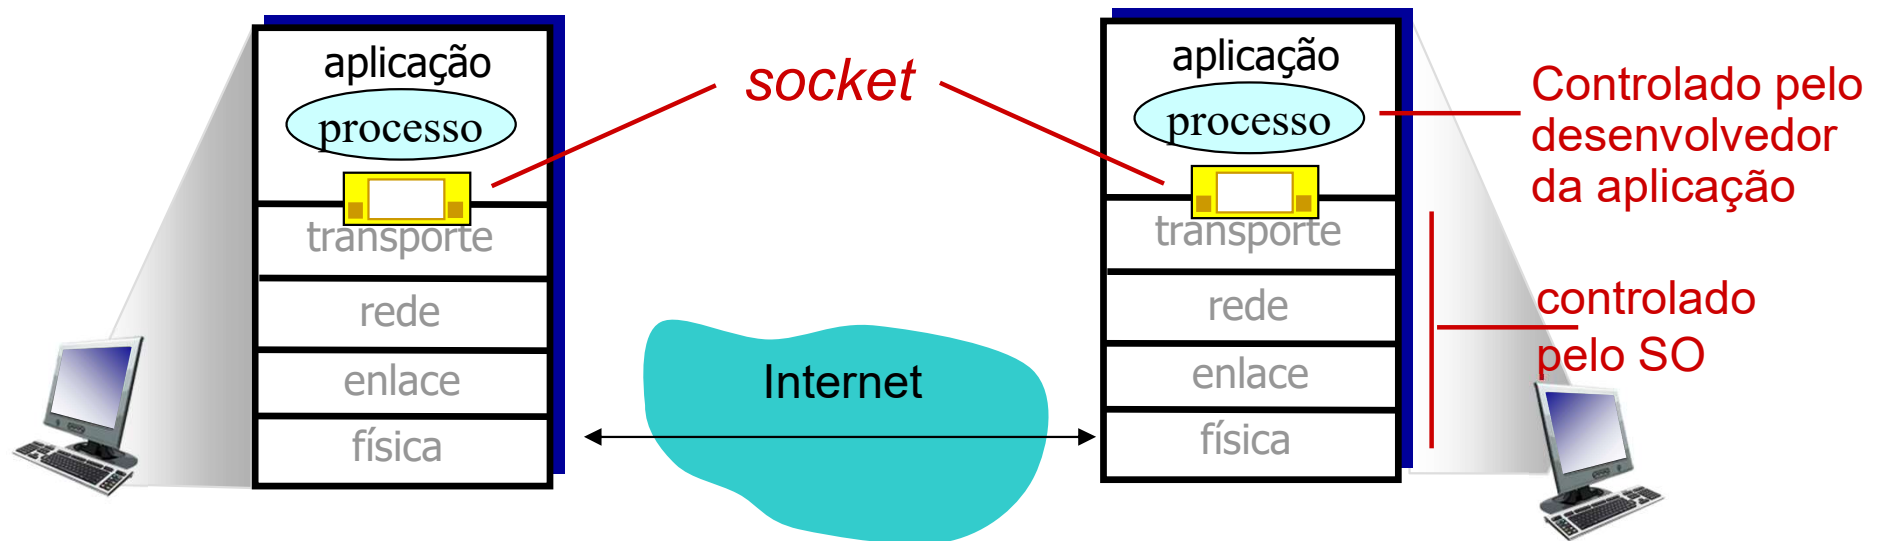 aplicação
processo
transporte
rede
enlace
física
socket
Internet
aplicação
processo
transporte
rede
enlace
física
Controlado pelo
desenvolvedor
da aplicação
controlado
pelo SO